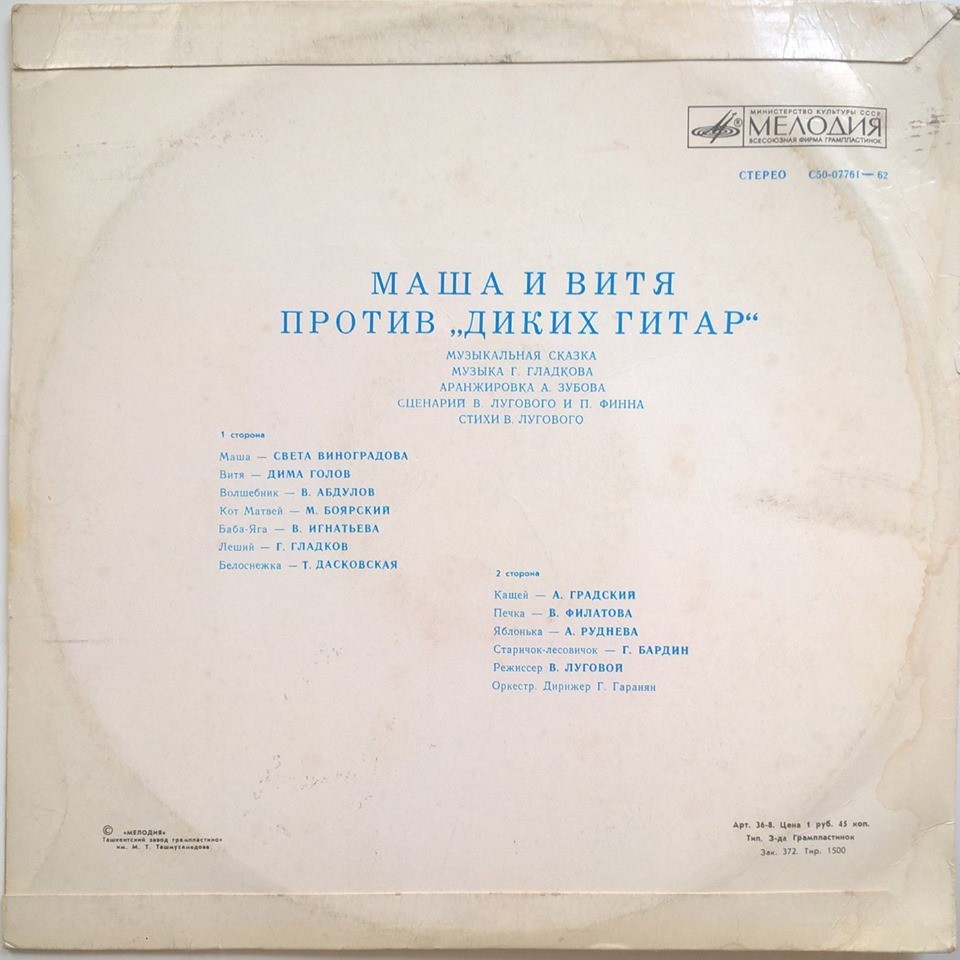 МИНИСТЕРСТВО КУЛЬТУРЫ СССР
® МЕЛОДИЯ
ВСЕСОЮЗНАЯ ФИРМА ГРАМПЛАСТИНОК
СТЕРЕО С50-07761—62
МАША И ВИТЯ
ПРОТИВ „ДИКИХ ГИТАР“
МУЗЫКАЛЬНАЯ СКАЗКА
МУЗЫКА Г. ГЛАДКОВА
АРАНЖИРОВКА А. ЗУБОВА
СЦЕНАРИЙ В. ЛУГОВОГО И П. ФИННА
СТИХИ В. ЛУГОВОГО
1 сторона
Маша — СВЕТА ВИНОГРАДОВА
Витя — ДИМА ГОЛОВ
Волшебник — В. АБДУЛОВ
Кот Матвей — М. БОЯРСКИЙ
Баба-Яга — В. ИГНАТЬЕВА
Леший — Г. ГЛАДКОВ
Белоснежка — Т. ДАСКОВСКАЯ
2 сторона
Кащей — А. ГРАДСКИЙ
Печка — В. ФИЛАТОВА
Яблонька — А. РУДНЕВА
Старичок-лесовичок — Г. БАРДИН
Режиссер В. ЛУГОВОЙ
Оркестр. Дирижер Г. Гаранян
© «МЕЛОДИЯ»
Ташкентский завод грампластинок
им. М. Т. Ташмухамедова
Арт. 36-8. Цена 1 руб. 45 коп.
Тип. З-да Грампластинок
Зак. 372. Тир. 1500